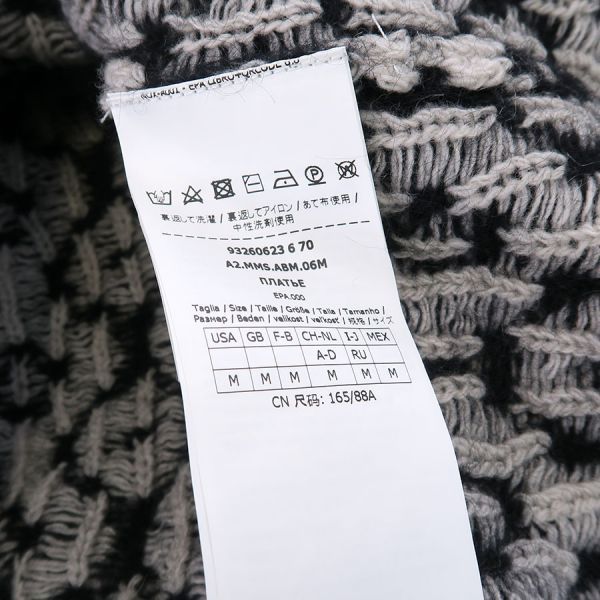 裏返して洗濯 / 裏返してアイロン / あて布使用 /
中性洗剤使用
93260623 6 70
A2.MMS.ABM.06M
ПЛАТЬЕ
EPA.000
Taglia / Size / Taille / Größe / Talla / Tamanho /
Размер / Beden / velikost / velikost / 规格 / サイズ
USA GB F-B CH-NL I-J MEX
A-D RU
M M M M M M
CN 尺码: 165/88A